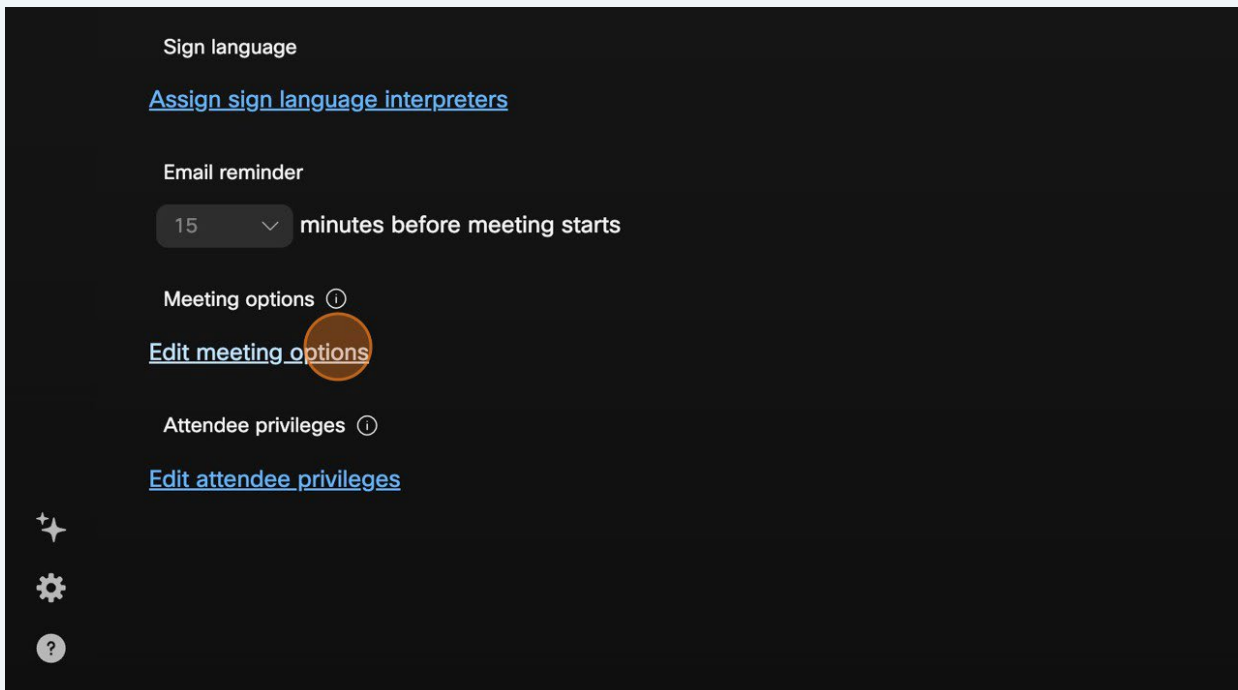 Sign language
Assign sign language interpreters
Email reminder
15 minutes before meeting starts
Meeting options
Edit meeting options
Attendee privileges
Edit attendee privileges